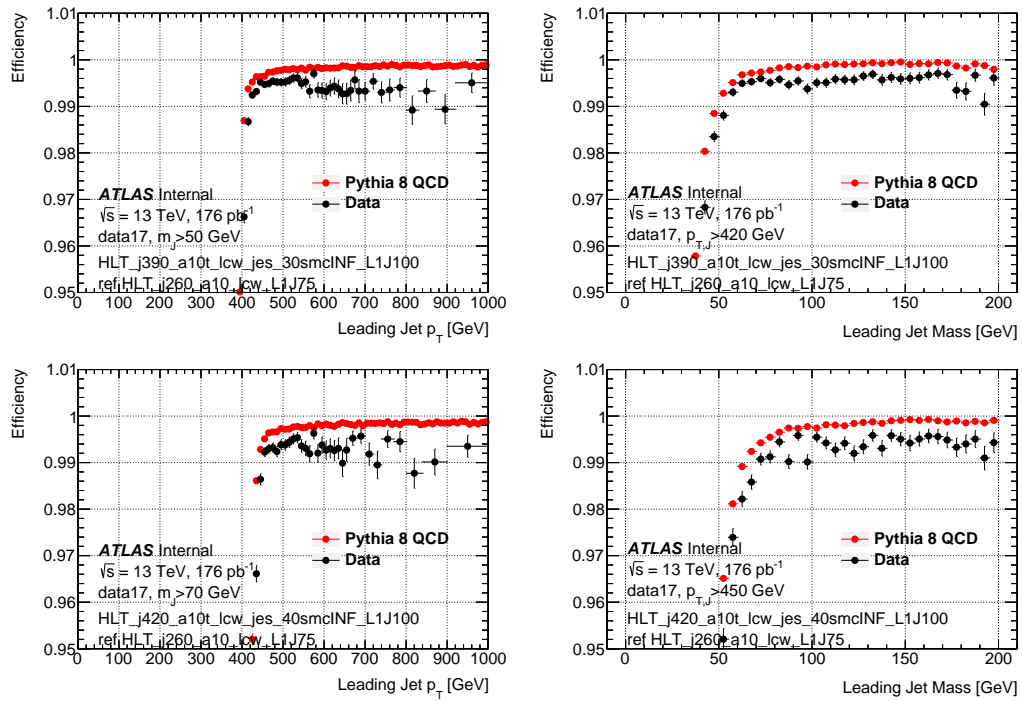 Efficiency
1.01
1
0.99
0.98
0.97
0.96
0.95
Pythia 8 QCD
Data
ATLAS Internal
√s = 13 TeV, 176 pb⁻¹
data17, m_J>50 GeV
HLT_j390_a10t_lcw_jes_30smcINF_L1J100
ref HLT_j260_a10_lcw_L1J75
0 100 200 300 400 500 600 700 800 900 1000
Leading Jet p_T [GeV]
Efficiency
1.01
1
0.99
0.98
0.97
0.96
0.95
Pythia 8 QCD
Data
ATLAS Internal
√s = 13 TeV, 176 pb⁻¹
data17, p_T,J>420 GeV
HLT_j390_a10t_lcw_jes_30smcINF_L1J100
ref HLT_j260_a10_lcw_L1J75
0 50 100 150 200
Leading Jet Mass [GeV]
Efficiency
1.01
1
0.99
0.98
0.97
0.96
0.95
Pythia 8 QCD
Data
ATLAS Internal
√s = 13 TeV, 176 pb⁻¹
data17, m_J>70 GeV
HLT_j420_a10t_lcw_jes_40smcINF_L1J100
ref HLT_j260_a10_lcw_L1J75
0 100 200 300 400 500 600 700 800 900 1000
Leading Jet p_T [GeV]
Efficiency
1.01
1
0.99
0.98
0.97
0.96
0.95
Pythia 8 QCD
Data
ATLAS Internal
√s = 13 TeV, 176 pb⁻¹
data17, p_T,J>450 GeV
HLT_j420_a10t_lcw_jes_40smcINF_L1J100
ref HLT_j260_a10_lcw_L1J75
0 50 100 150 200
Leading Jet Mass [GeV]